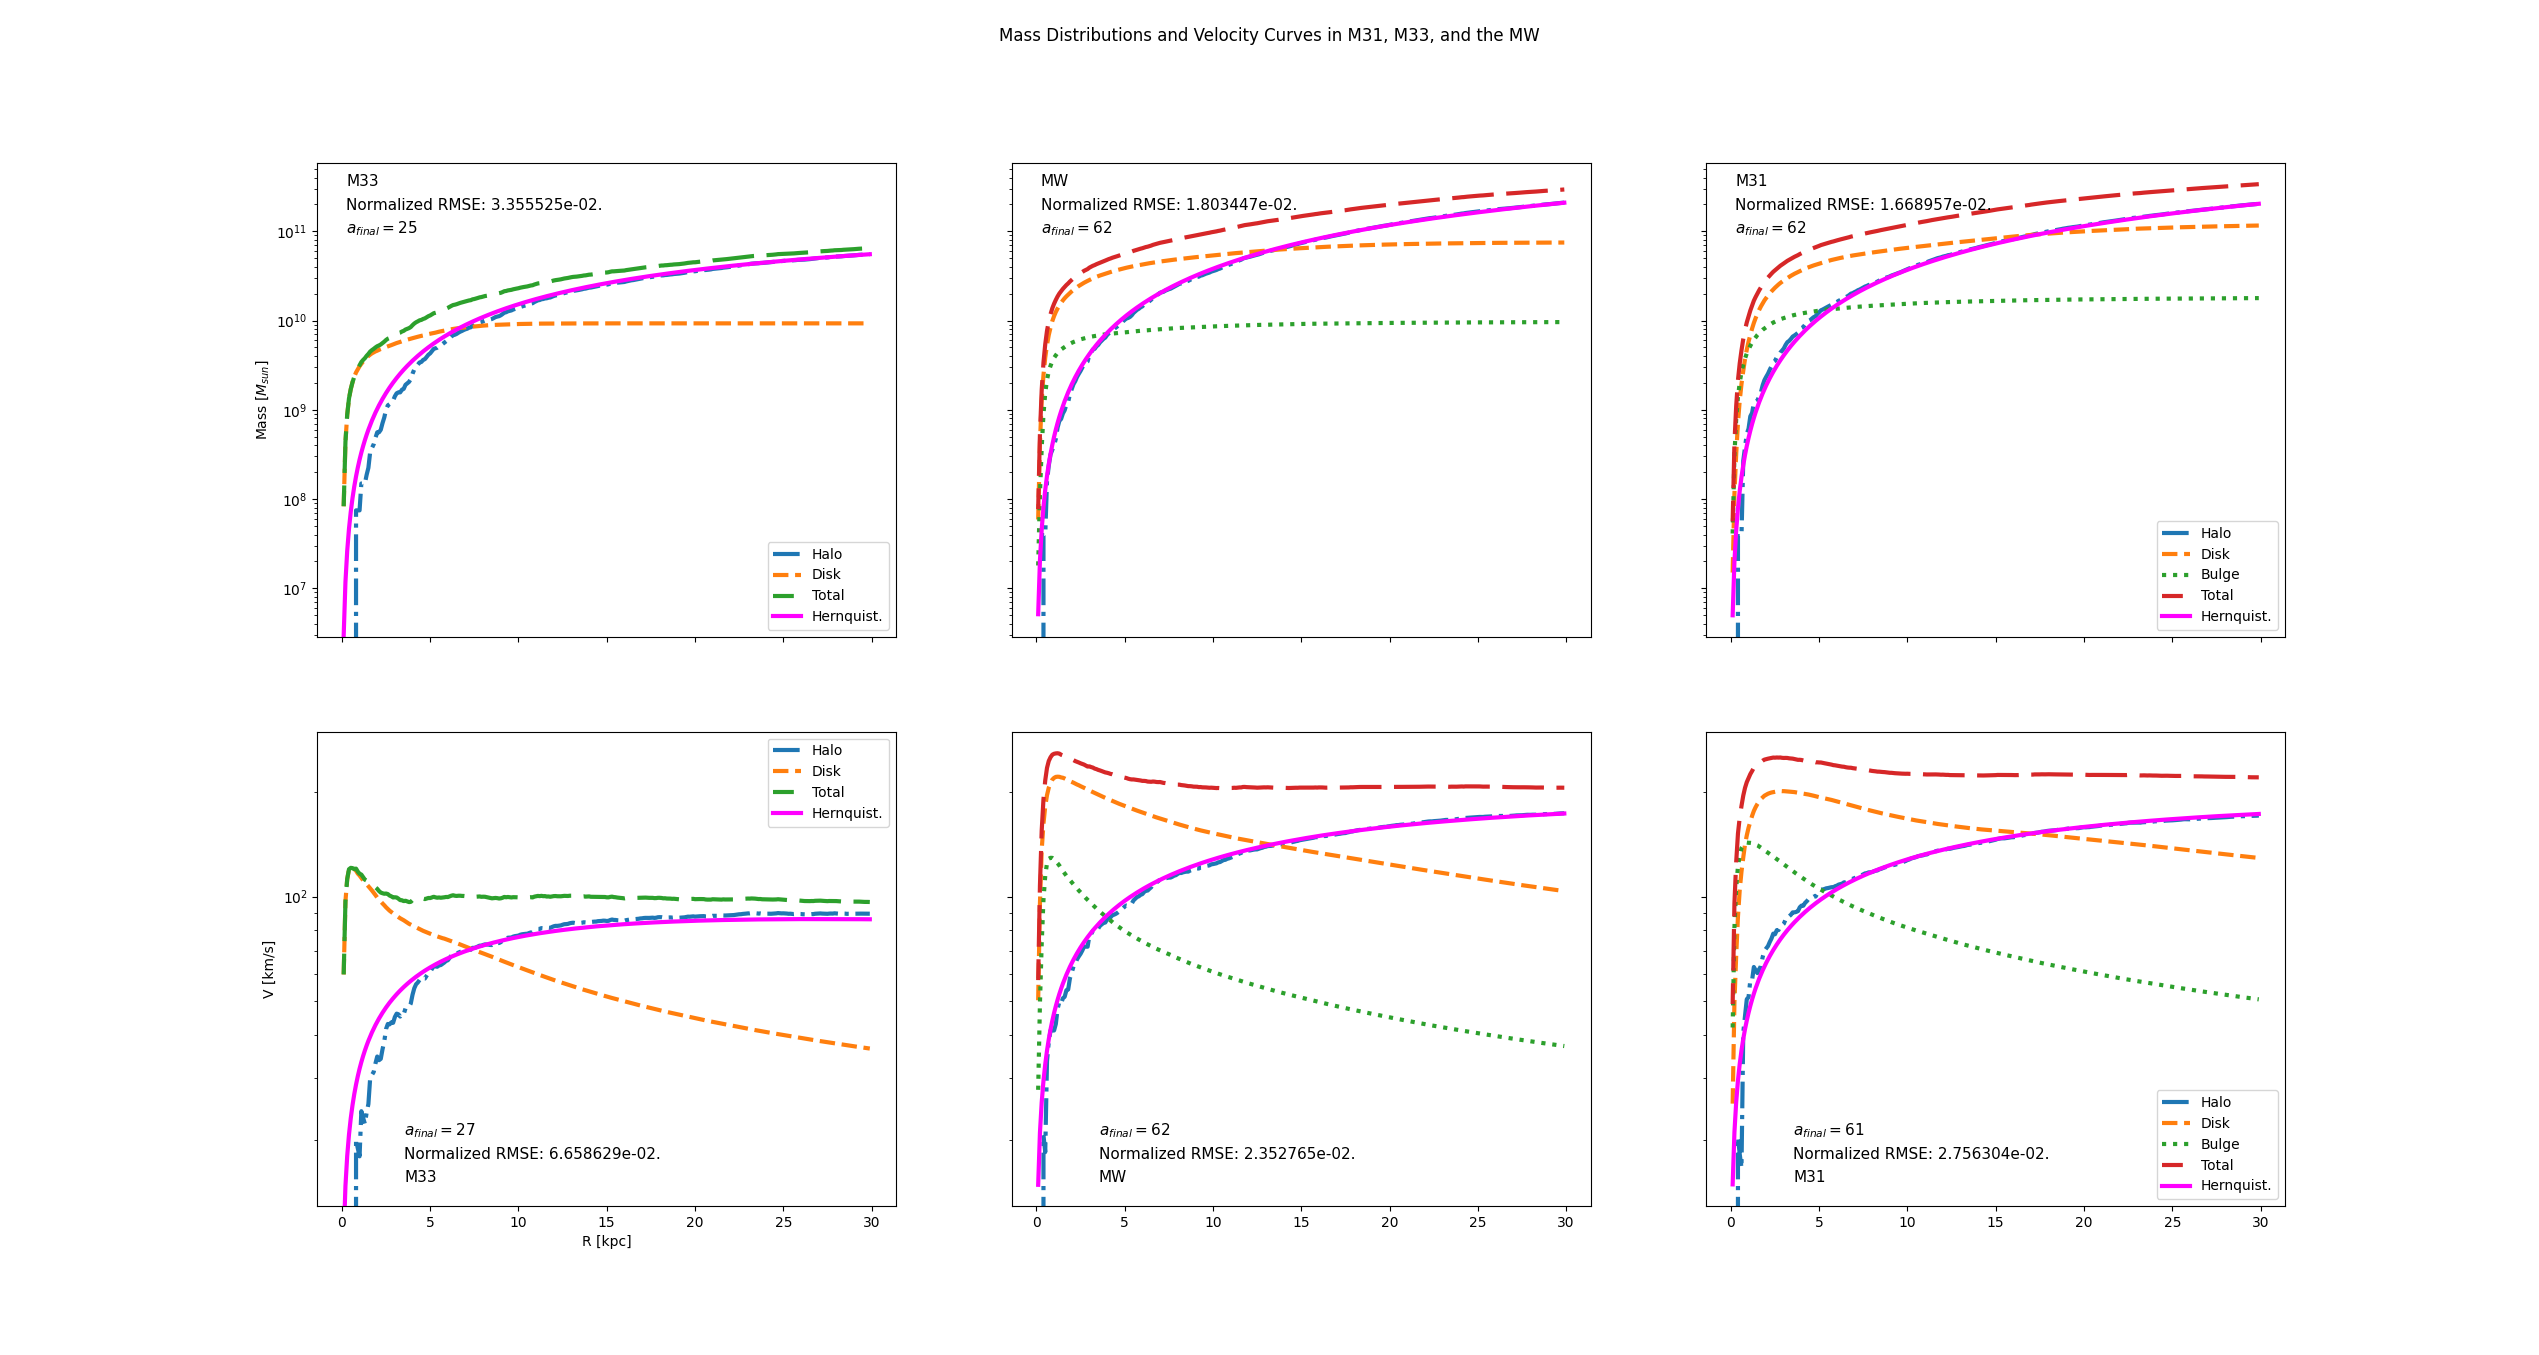 Mass Distributions and Velocity Curves in M31, M33, and the MW
M33
Normalized RMSE: 3.355525e-02.
a_final = 25
10^11
10^10
10^9
10^8
10^7
Mass [M_sun]
Halo
Disk
Total
Hernquist.
MW
Normalized RMSE: 1.803447e-02.
a_final = 62
M31
Normalized RMSE: 1.668957e-02.
a_final = 62
Halo
Disk
Bulge
Total
Hernquist.
Halo
Disk
Total
Hernquist.
10^2
V [km/s]
a_final = 27
Normalized RMSE: 6.658629e-02.
M33
0 5 10 15 20 25 30
R [kpc]
a_final = 62
Normalized RMSE: 2.352765e-02.
MW
0 5 10 15 20 25 30
a_final = 61
Normalized RMSE: 2.756304e-02.
M31
Halo
Disk
Bulge
Total
Hernquist.
0 5 10 15 20 25 30